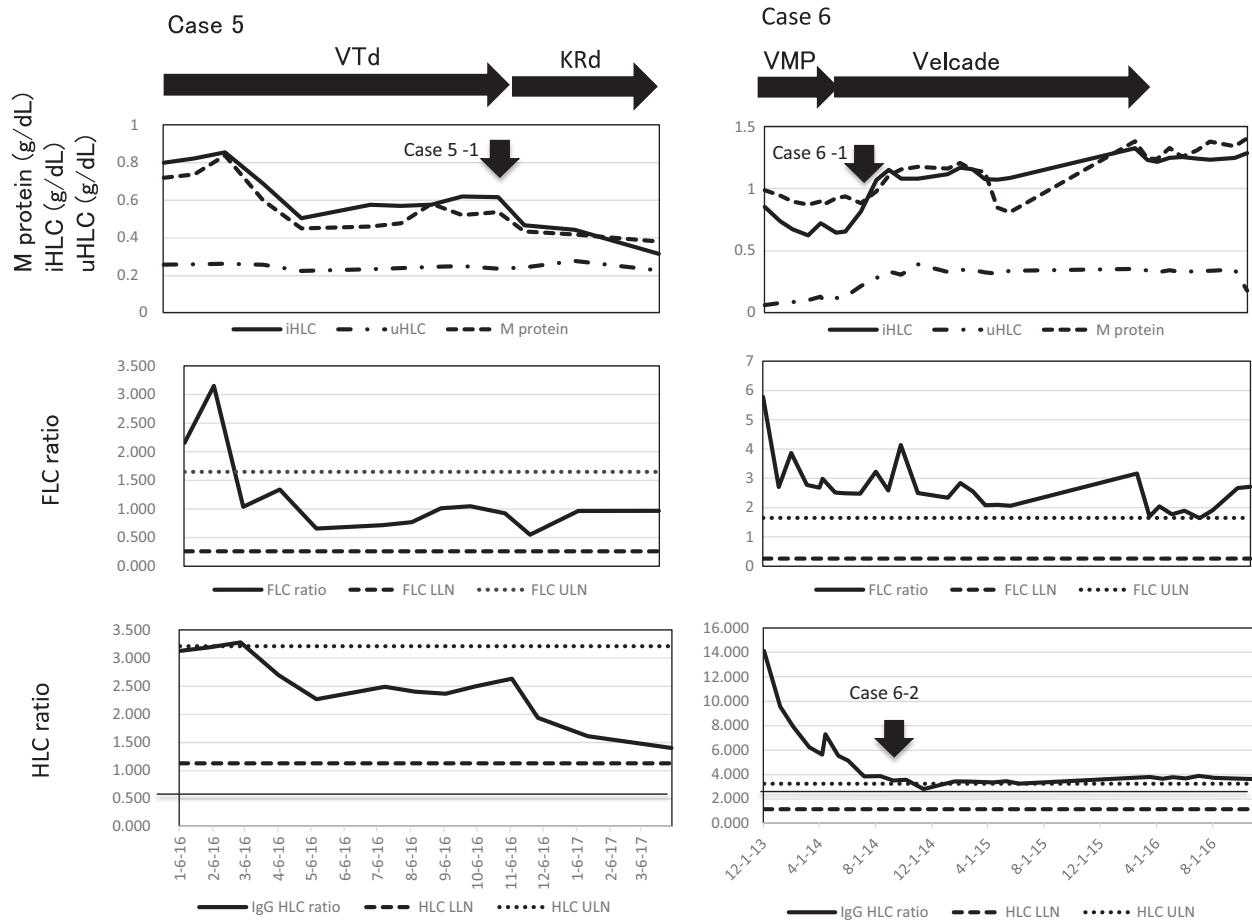 Case 5
VTd
KRd
M protein (g/dL)
iHLC (g/dL)
uHLC (g/dL)
1
0.8
0.6
0.4
0.2
0
Case 5 -1
iHLC uHLC M protein
FLC ratio
3.500
3.000
2.500
2.000
1.500
1.000
0.500
0.000
FLC ratio FLC LLN FLC ULN
HLC ratio
3.500
3.000
2.500
2.000
1.500
1.000
0.500
0.000
1-6-16 2-6-16 3-6-16 4-6-16 5-6-16 6-6-16 7-6-16 8-6-16 9-6-16 10-6-16 11-6-16 12-6-16 1-6-17 2-6-17 3-6-17
IgG HLC ratio HLC LLN HLC ULN
Case 6
VMP
Velcade
1.5
1
0.5
0
Case 6 -1
iHLC uHLC M protein
7
6
5
4
3
2
1
0
FLC ratio FLC LLN FLC ULN
16.000
14.000
12.000
10.000
8.000
6.000
4.000
2.000
0.000
Case 6-2
12-1-13 4-1-14 8-1-14 12-1-14 4-1-15 8-1-15 12-1-15 4-1-16 8-1-16
IgG HLC ratio HLC LLN HLC ULN